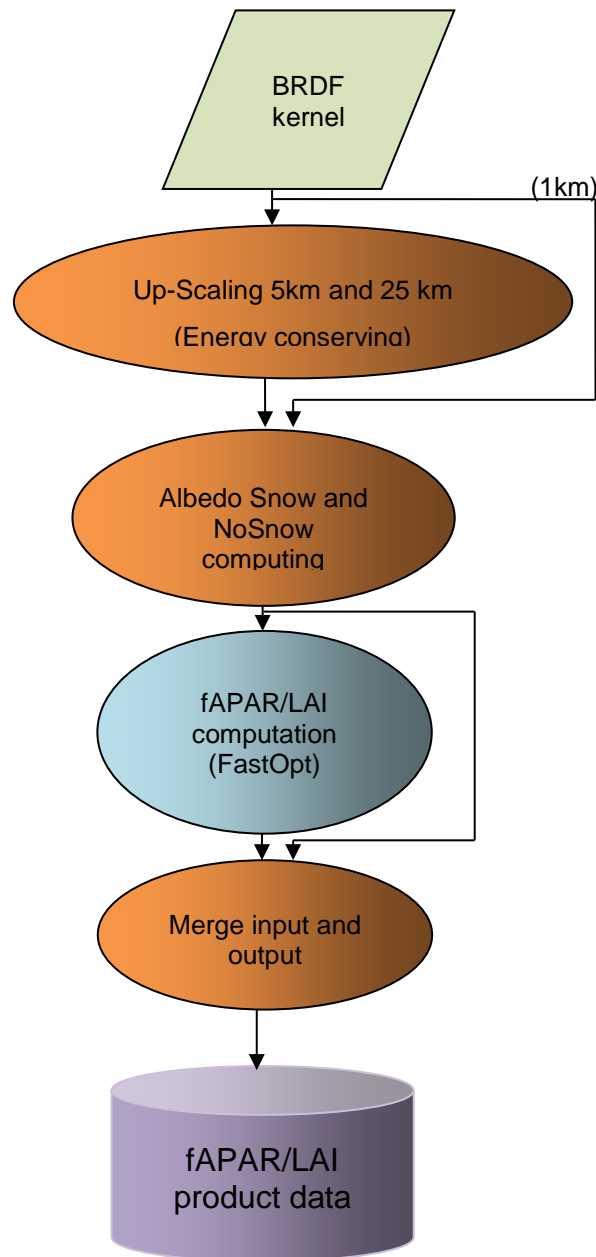 BRDF
kernel
(1km)
Up-Scaling 5km and 25 km
(Energy conserving)
Albedo Snow and
NoSnow
computing
fAPAR/LAI
computation
(FastOpt)
Merge input and
output
fAPAR/LAI
product data